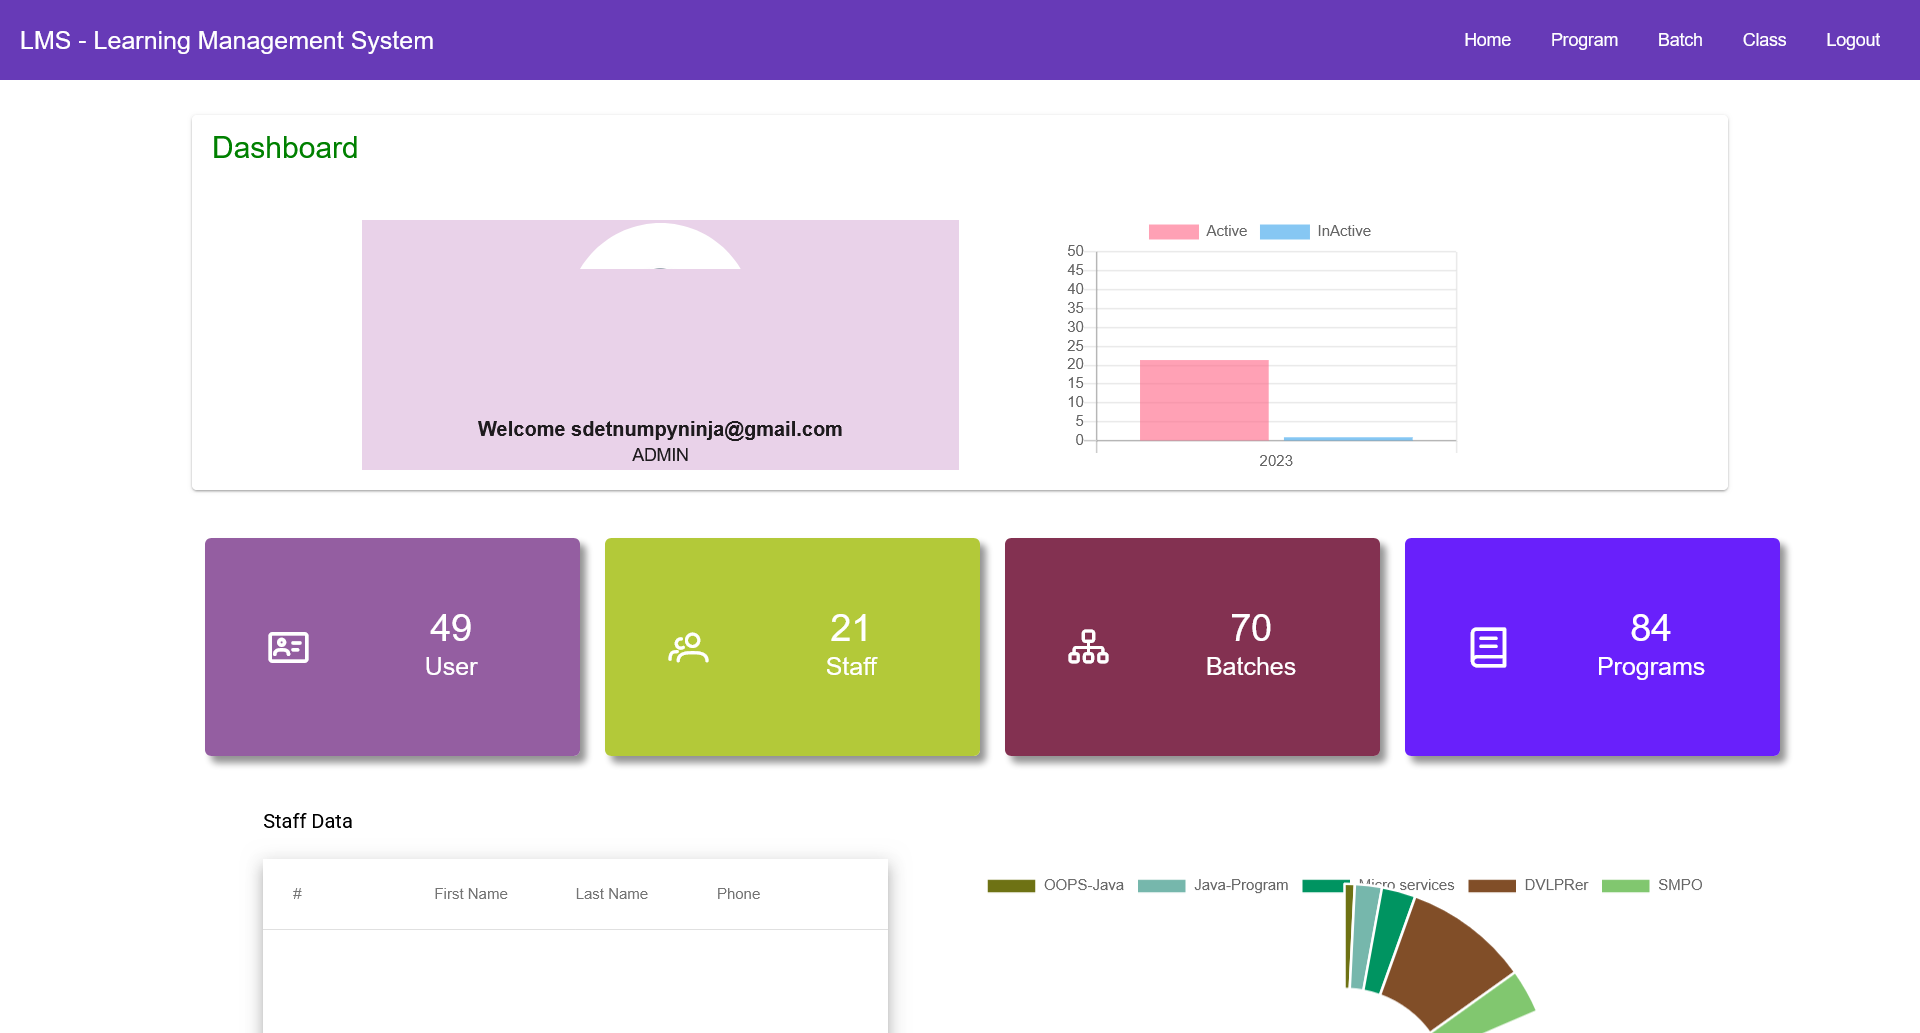 LMS - Learning Management System
Home Program Batch Class Logout
Dashboard
Active InActive
50
45
40
35
30
25
20
15
10
5
0
2023
Welcome sdetnumpyninja@gmail.com
ADMIN
49
User
21
Staff
70
Batches
84
Programs
Staff Data
# First Name Last Name Phone
OOPS-Java Java-Program Micro services DVLPRer SMPO